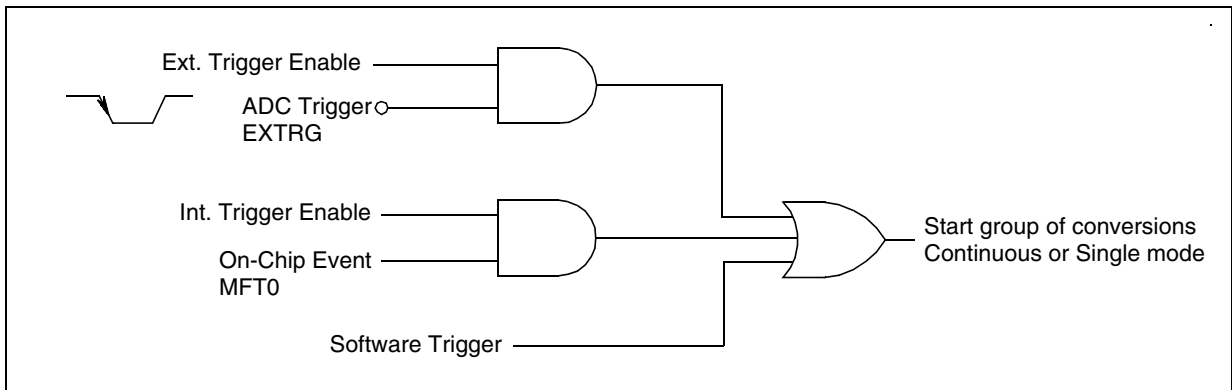 Ext. Trigger Enable
ADC Trigger
EXTRG
Int. Trigger Enable
On-Chip Event
MFT0
Software Trigger
Start group of conversions
Continuous or Single mode